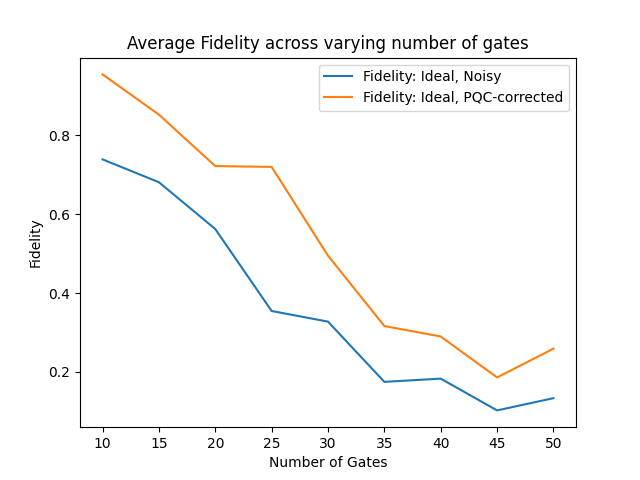 Average Fidelity across varying number of gates
Fidelity: Ideal, Noisy
Fidelity: Ideal, PQC-corrected
Fidelity
0.8
0.6
0.4
0.2
10 15 20 25 30 35 40 45 50
Number of Gates